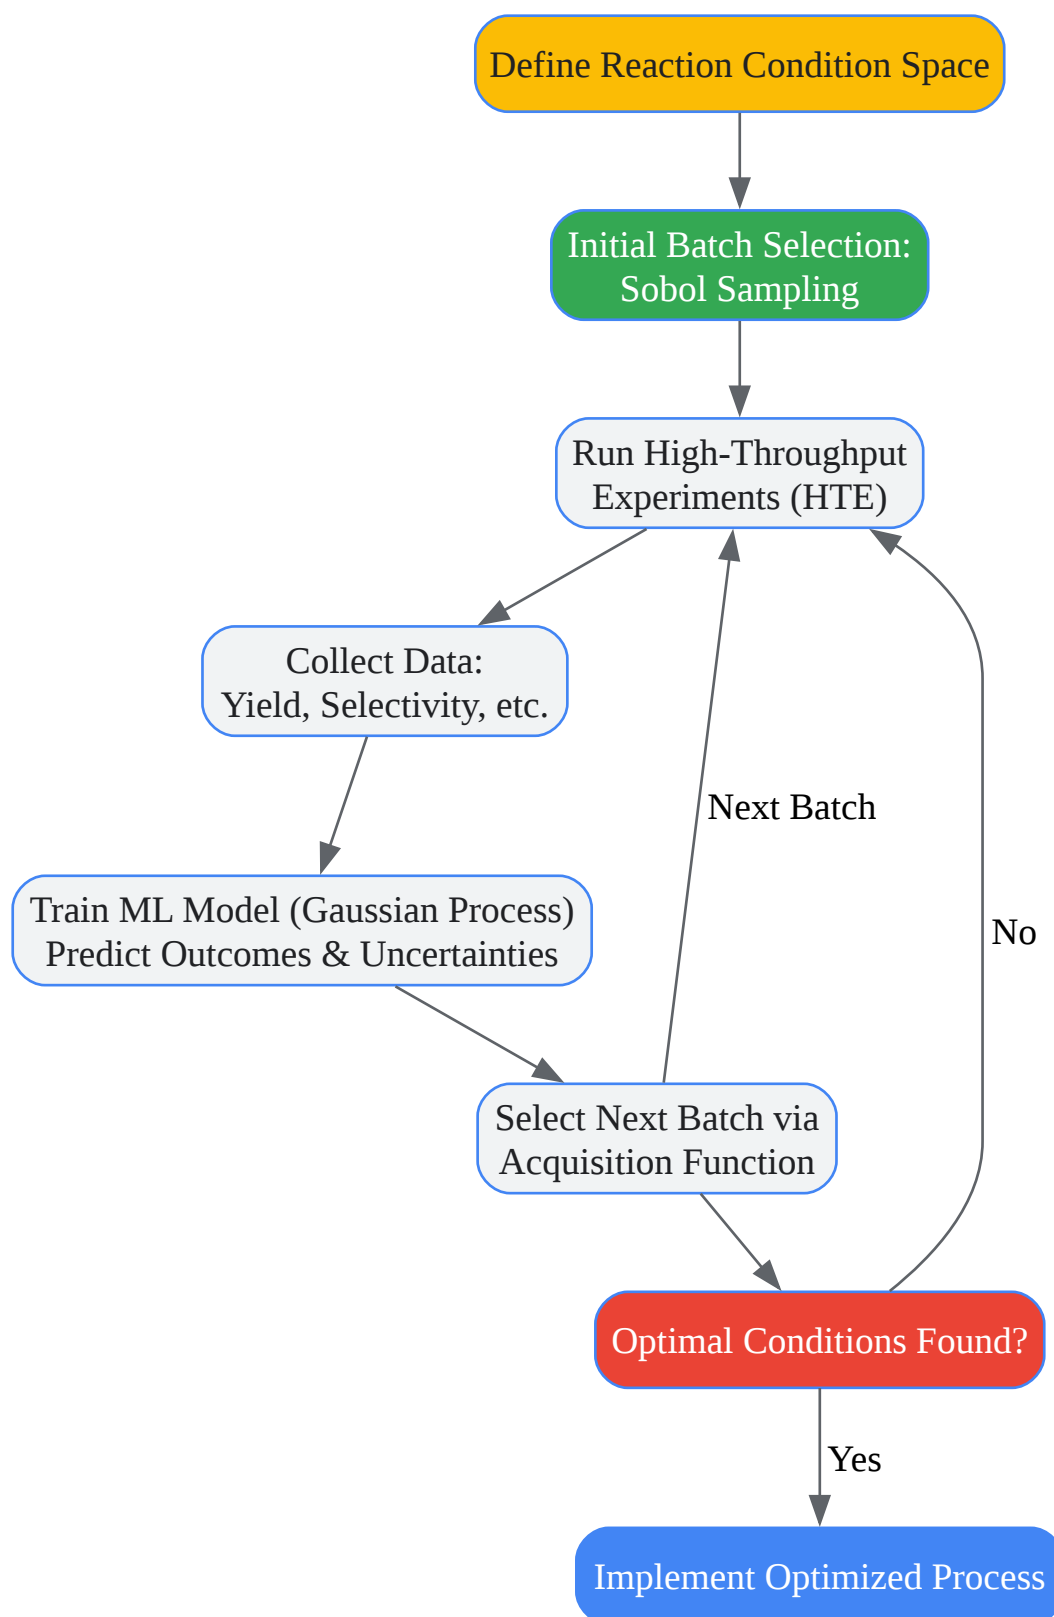 Define Reaction Condition Space
Initial Batch Selection:
Sobol Sampling
Run High-Throughput
Experiments (HTE)
Collect Data:
Yield, Selectivity, etc.
Next Batch
Train ML Model (Gaussian Process)
Predict Outcomes & Uncertainties
No
Select Next Batch via
Acquisition Function
Optimal Conditions Found?
Yes
Implement Optimized Process